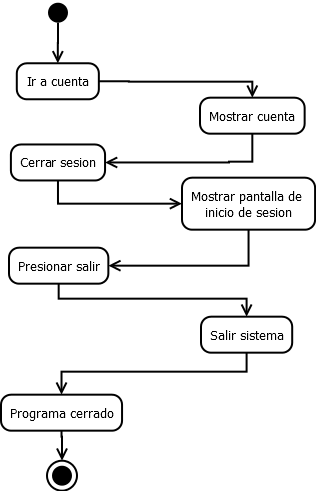 Ir a cuenta
Mostrar cuenta
Cerrar sesion
Mostrar pantalla de
inicio de sesion
Presionar salir
Salir sistema
Programa cerrado